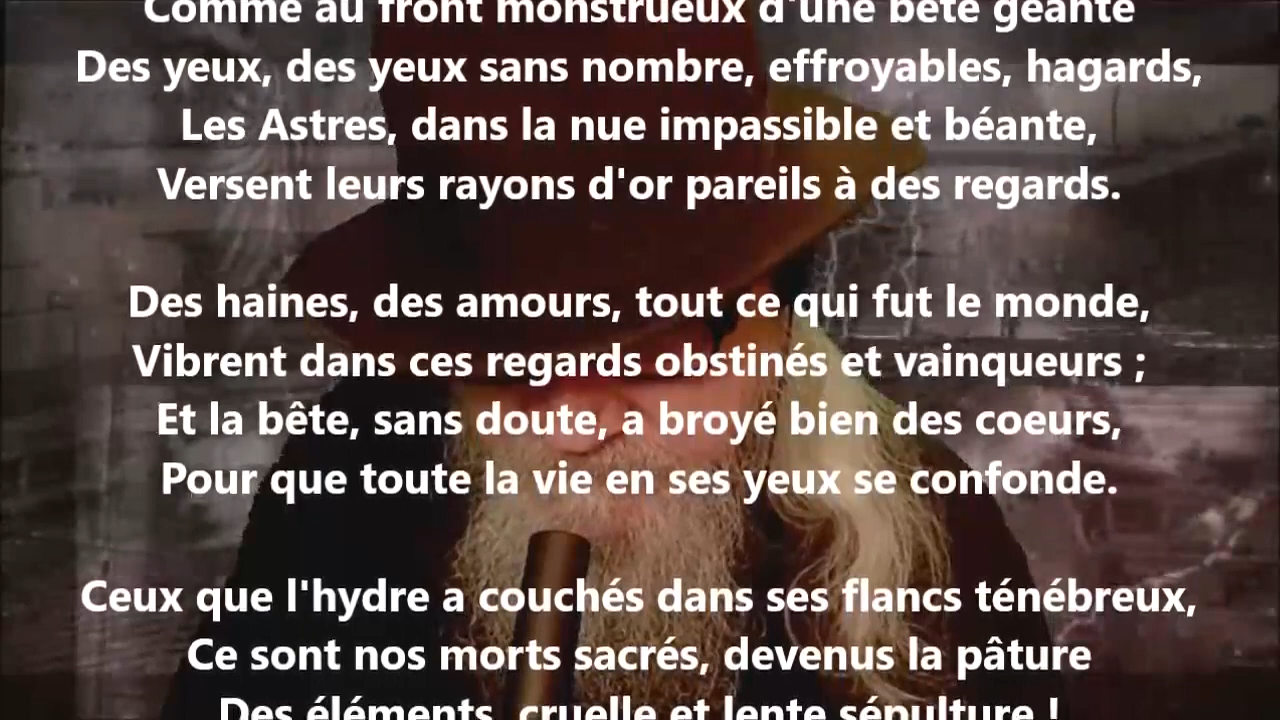 Comme au front monstrueux d'une bête géante
Des yeux, des yeux sans nombre, effroyables, hagards,
Les Astres, dans la nue impassible et béante,
Versent leurs rayons d'or pareils à des regards.
Des haines, des amours, tout ce qui fut le monde,
Vibrent dans ces regards obstinés et vainqueurs ;
Et la bête, sans doute, a broyé bien des coeurs,
Pour que toute la vie en ses yeux se confonde.
Ceux que l'hydre a couchés dans ses flancs ténébreux,
Ce sont nos morts sacrés, devenus la pâture
Des éléments, cruelle et lente sépulture !